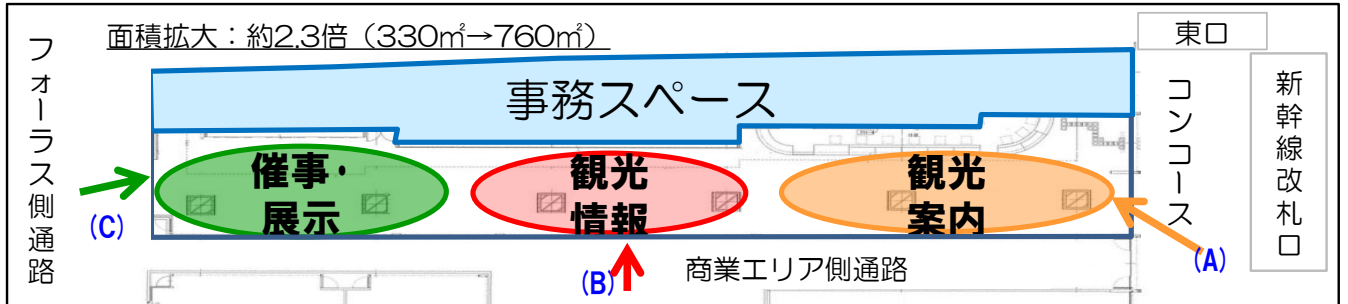 面積拡大：約2.3倍（330㎡→760㎡）
フォーラス側通路
事務スペース
東口
コンコース
新幹線改札口
催事・
展示
観光
情報
観光
案内
(C)
(B)
商業エリア側通路
(A)